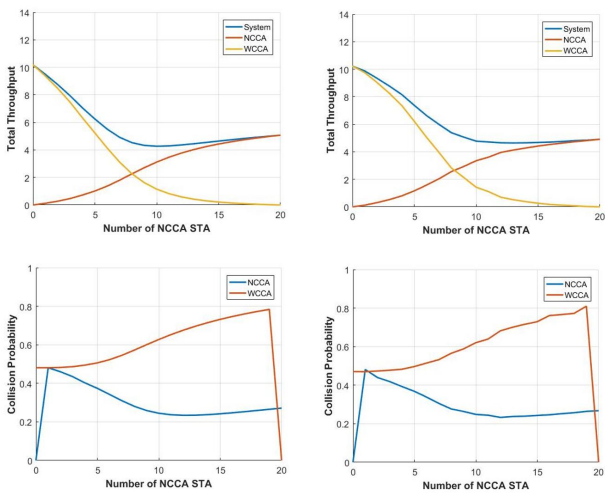 14
12
10
8
6
4
2
0
Total Throughput
System
NCCA
WCCA
0 5 10 15 20
Number of NCCA STA
14
12
10
8
6
4
2
0
Total Throughput
System
NCCA
WCCA
0 5 10 15 20
Number of NCCA STA
1
0.8
0.6
0.4
0.2
0
Collision Probability
NCCA
WCCA
0 5 10 15 20
Number of NCCA STA
1
0.8
0.6
0.4
0.2
0
Collision Probability
NCCA
WCCA
0 5 10 15 20
Number of NCCA STA